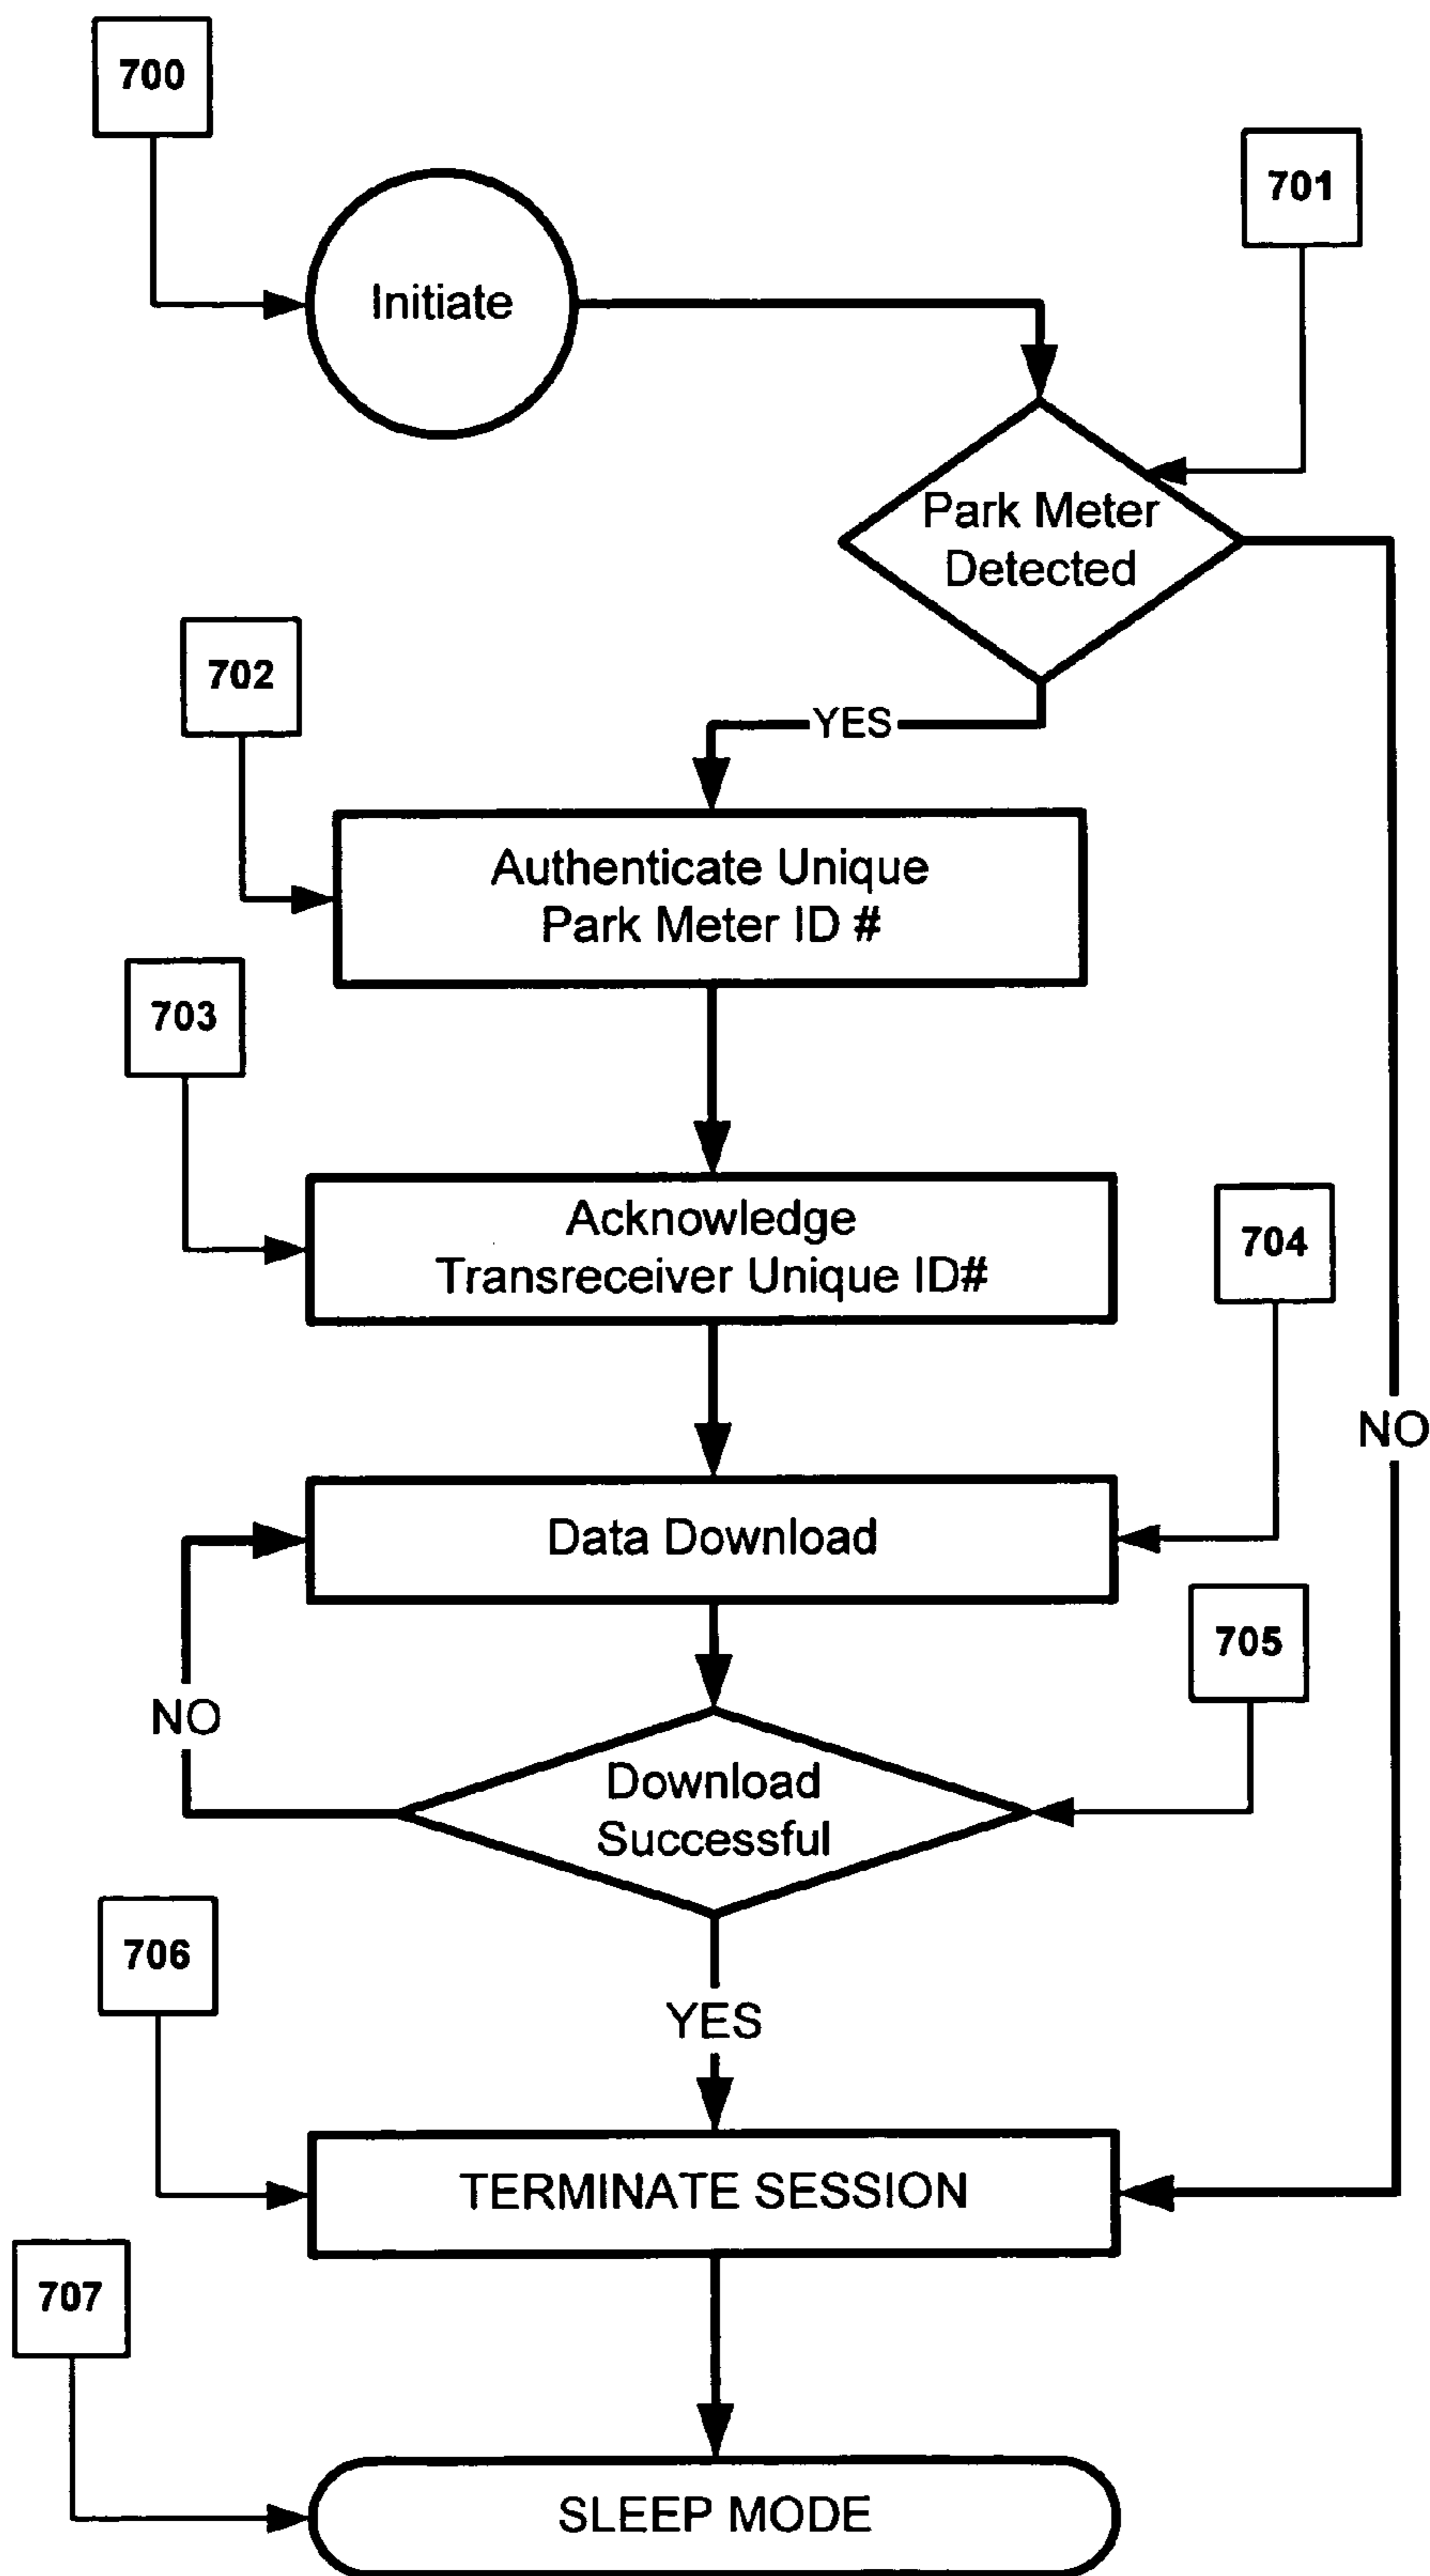 700
701
Initiate
Park Meter
Detected
702
YES
Authenticate Unique
Park Meter ID #
703
Acknowledge
Transreceiver Unique ID#
704
NO
Data Download
705
NO
Download
Successful
706
YES
TERMINATE SESSION
707
SLEEP MODE